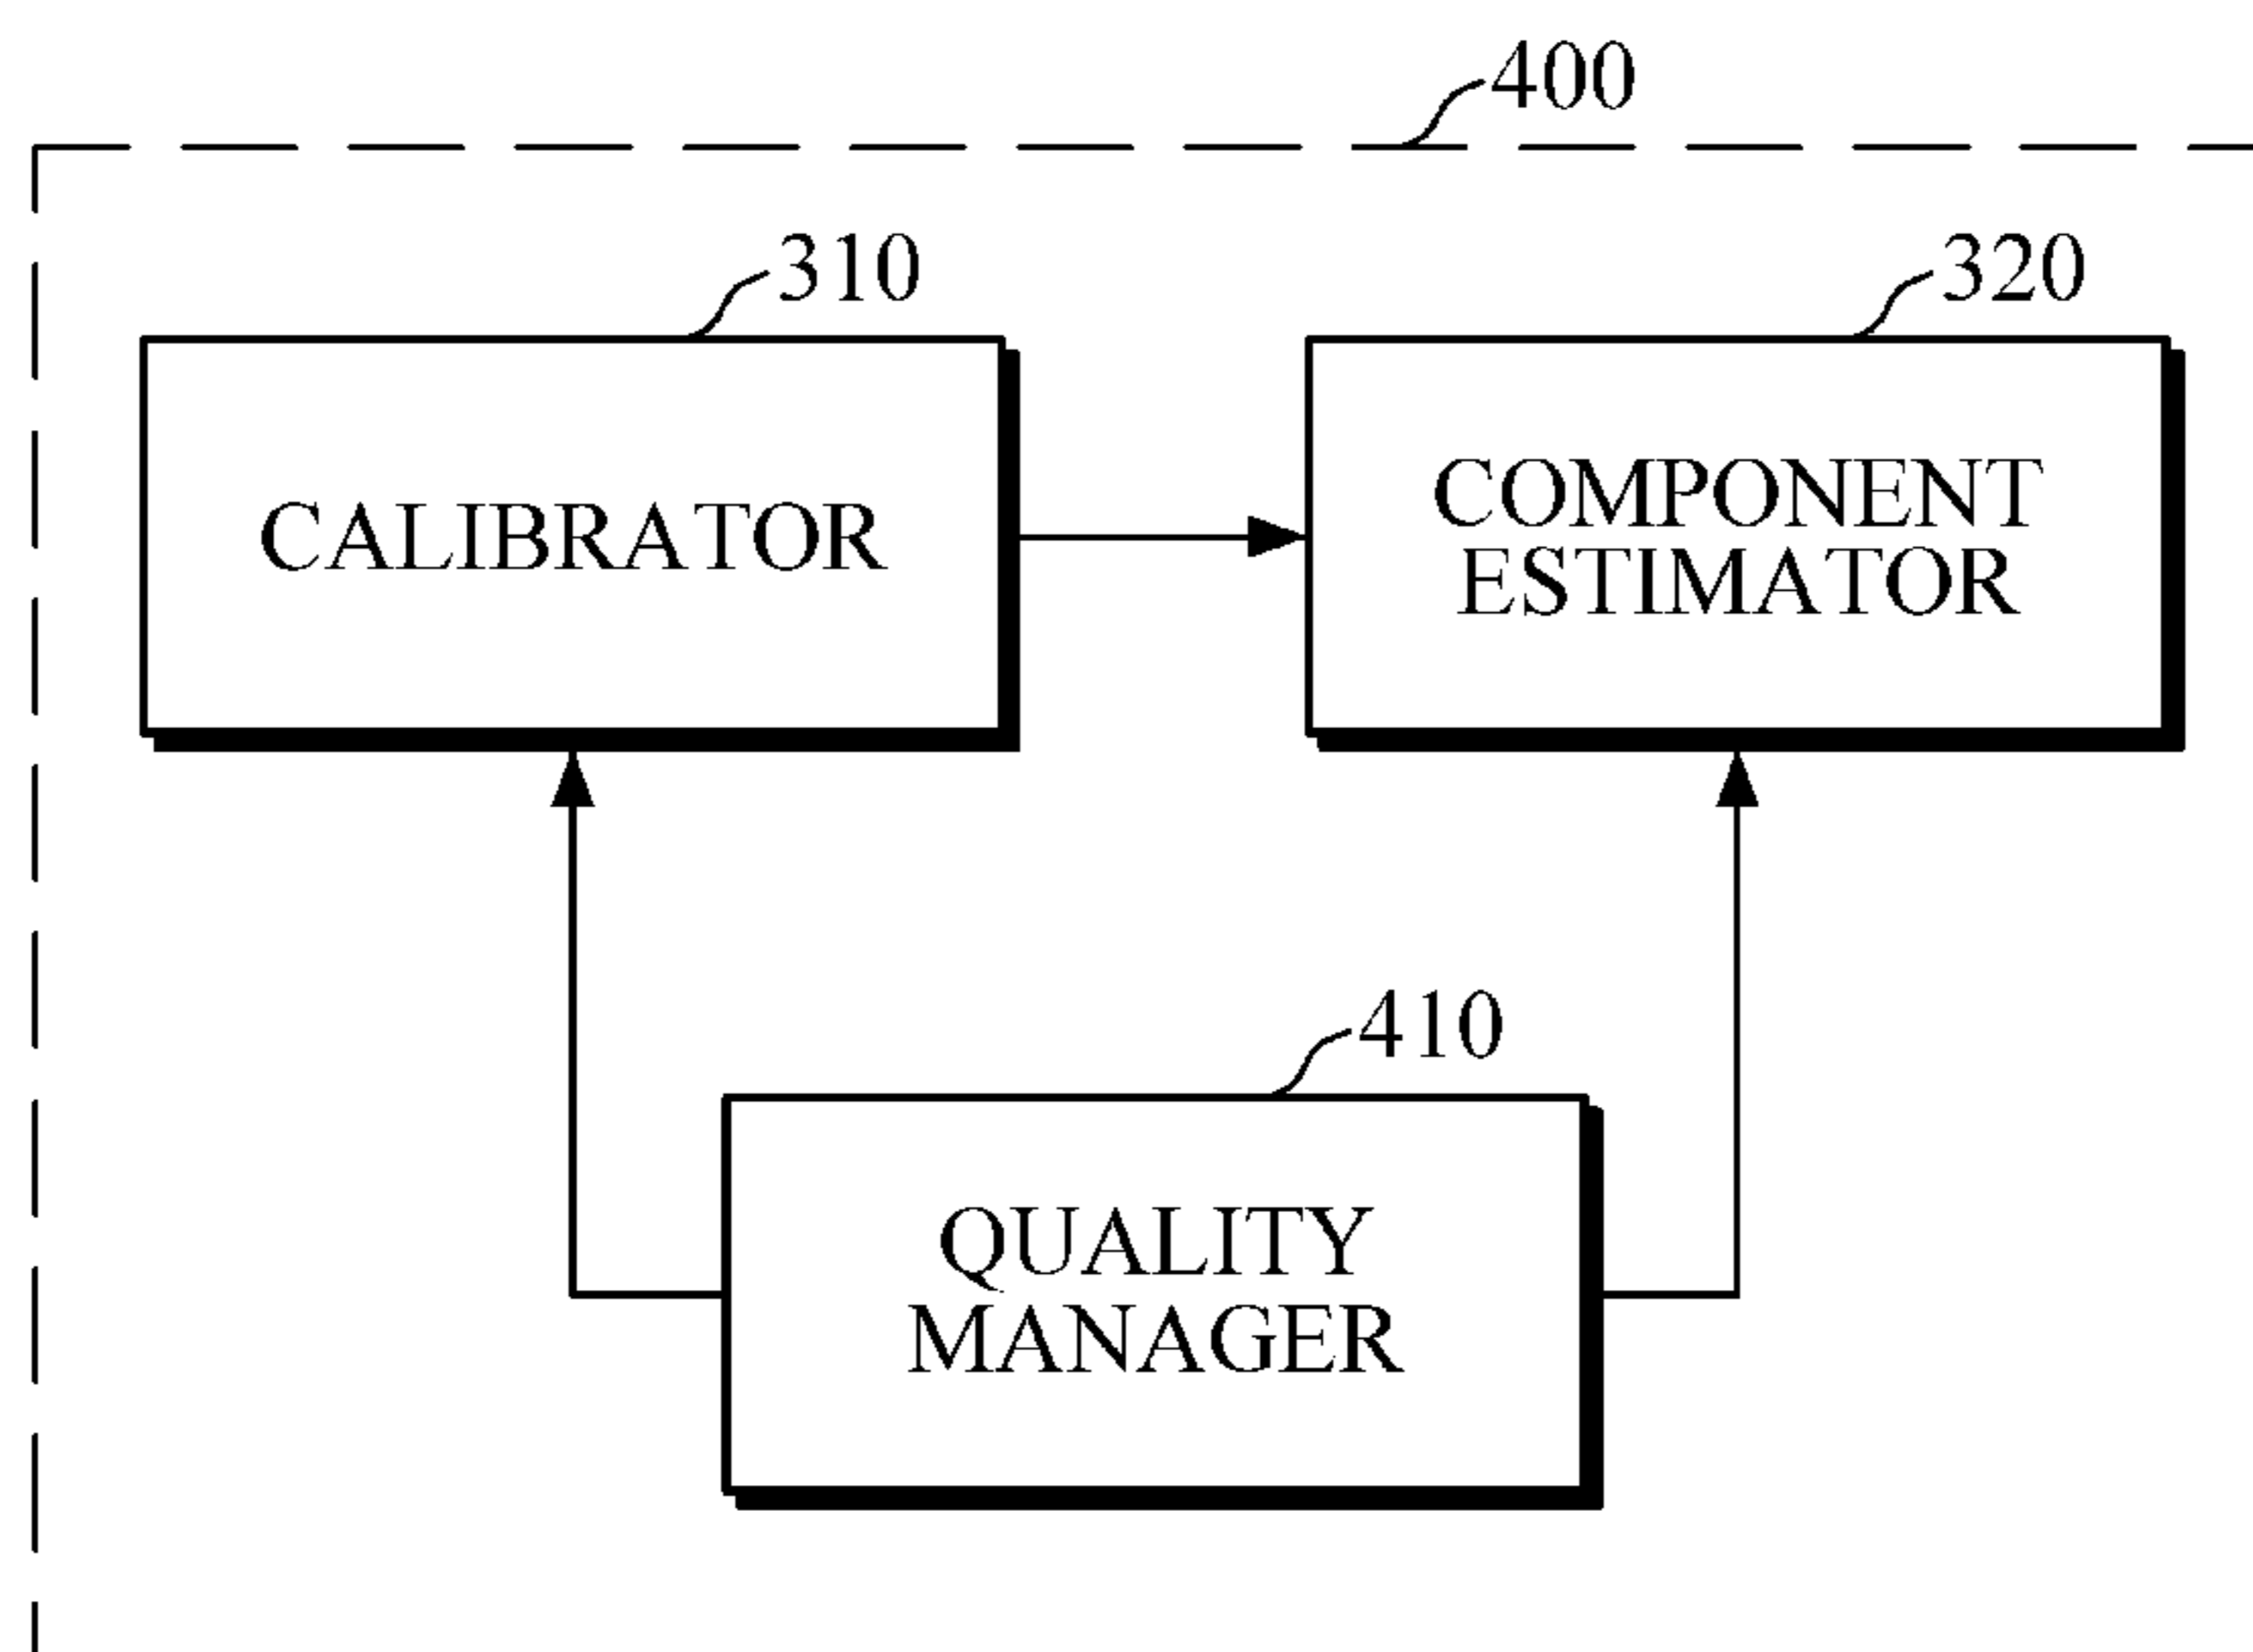 400
310
320
CALIBRATOR
COMPONENT
ESTIMATOR
410
QUALITY
MANAGER